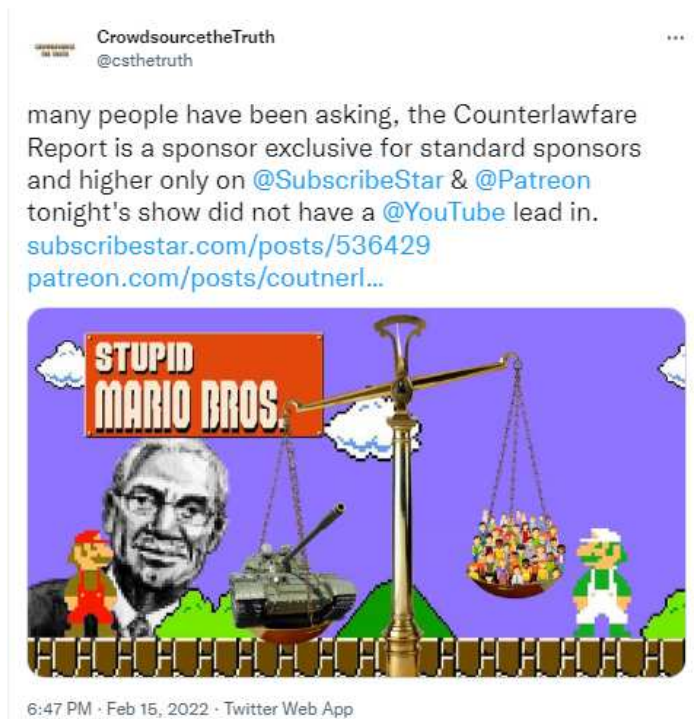 CrowdsourcetheTruth
@csthetruth
many people have been asking, the Counterlawfare
Report is a sponsor exclusive for standard sponsors
and higher only on @SubscribeStar & @Patreon
tonight's show did not have a @YouTube lead in.
subscribestar.com/posts/536429
patreon.com/posts/coutnerl...
STUPID
MARIO BROS.
6:47 PM · Feb 15, 2022 · Twitter Web App